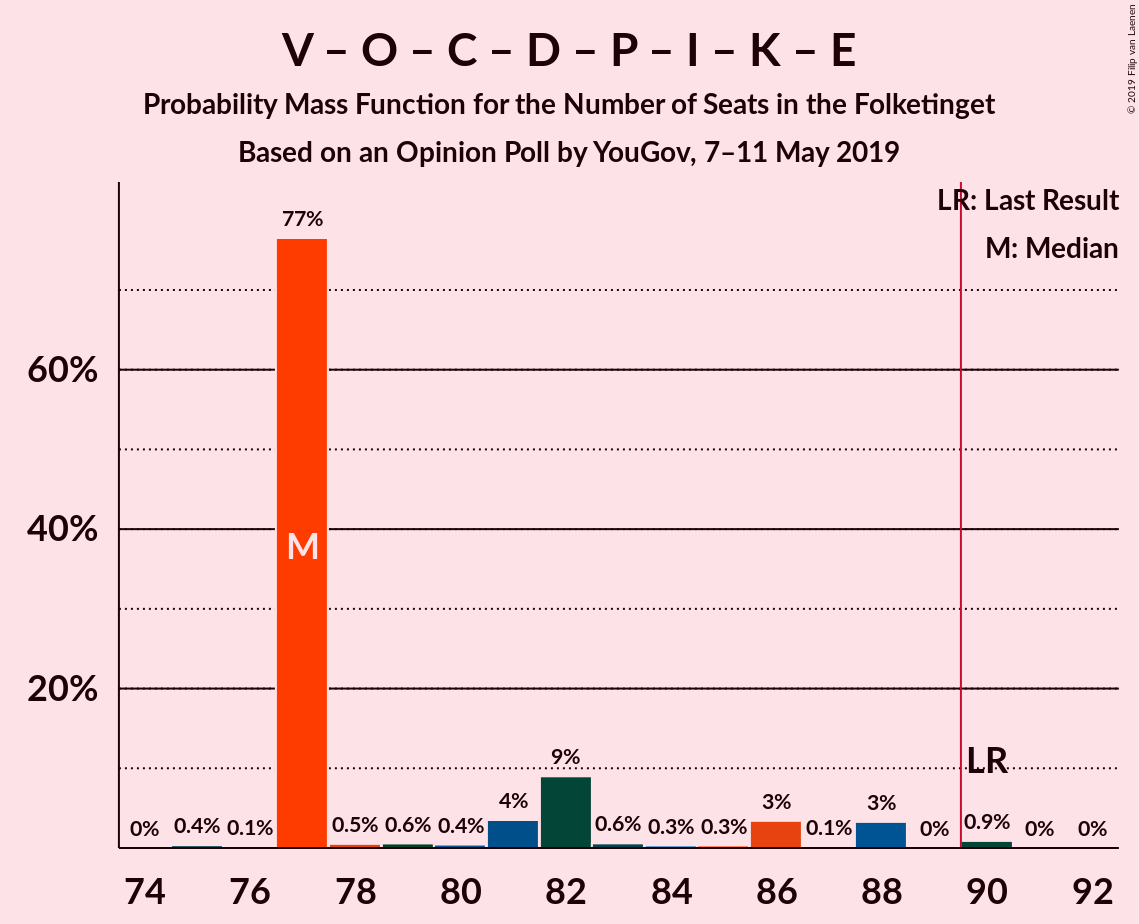 V – O – C – D – P – I – K – E
Probability Mass Function for the Number of Seats in the Folketinget
Based on an Opinion Poll by YouGov, 7–11 May 2019
© 2019 Filip van Laenen
LR: Last Result
M: Median
77%
60%
M
40%
20%
LR
0%
0.4%
0.1%
0.5%
0.6%
0.4%
4%
9%
0.6%
0.3%
0.3%
3%
0.1%
3%
0%
0.9%
0%
0%
74 76 78 80 82 84 86 88 90 92